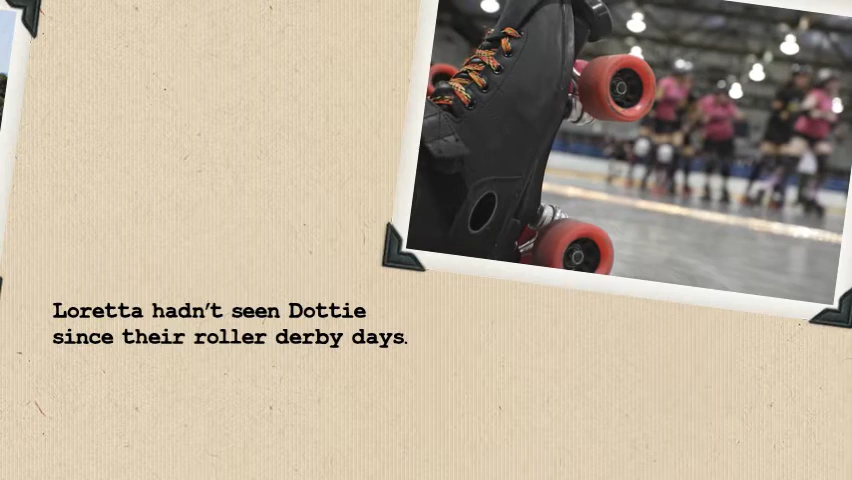 Loretta hadn't seen Dottie
since their roller derby days.